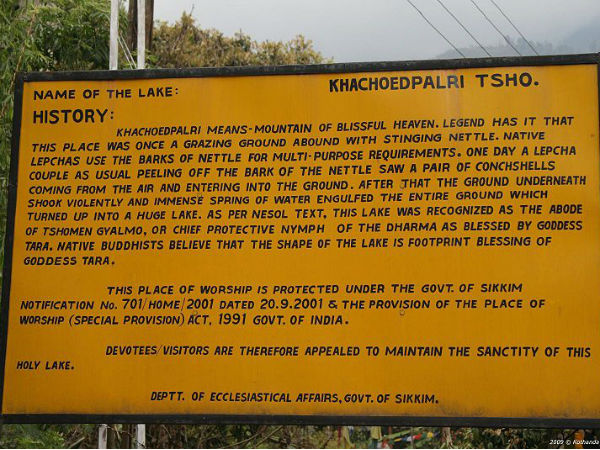 NAME OF THE LAKE: KHACHOEDPALRI TSHO.
HISTORY:
KHACHOEDPALRI MEANS-MOUNTAIN OF BLISSFUL HEAVEN. LEGEND HAS IT THAT
THIS PLACE WAS ONCE A GRAZING GROUND ABOUND WITH STINGING NETTLE. NATIVE
LEPCHAS USE THE BARKS OF NETTLE FOR MULTI-PURPOSE REQUIREMENTS. ONE DAY A LEPCHA
COUPLE AS USUAL PEELING OFF THE BARK OF THE NETTLE SAW A PAIR OF CONCHSHELLS
COMING FROM THE AIR AND ENTERING INTO THE GROUND. AFTER THAT THE GROUND UNDERNEATH
SHOOK VIOLENTLY AND IMMENSE SPRING OF WATER ENGULFED THE ENTIRE GROUND WHICH
TURNED UP INTO A HUGE LAKE. AS PER NESOL TEXT, THIS LAKE WAS RECOGNIZED AS THE ABODE
OF TSHOMEN GYALMO, OR CHIEF PROTECTIVE NYMPH OF THE DHARMA AS BLESSED BY GODDESS
TARA. NATIVE BUDDHISTS BELIEVE THAT THE SHAPE OF THE LAKE IS FOOTPRINT BLESSING OF
GODDESS TARA.
THIS PLACE OF WORSHIP IS PROTECTED UNDER THE GOVT. OF SIKKIM
NOTIFICATION NO. 701/HOME/2001 DATED 20.9.2001 & THE PROVISION OF THE PLACE OF
WORSHIP (SPECIAL PROVISION) ACT, 1991 GOVT. OF INDIA.
DEVOTEES/VISITORS ARE THEREFORE APPEALED TO MAINTAIN THE SANCTITY OF THIS
HOLY LAKE.
DEPTT. OF ECCLESIASTICAL AFFAIRS, GOVT. OF SIKKIM.
2009 © Kothanda